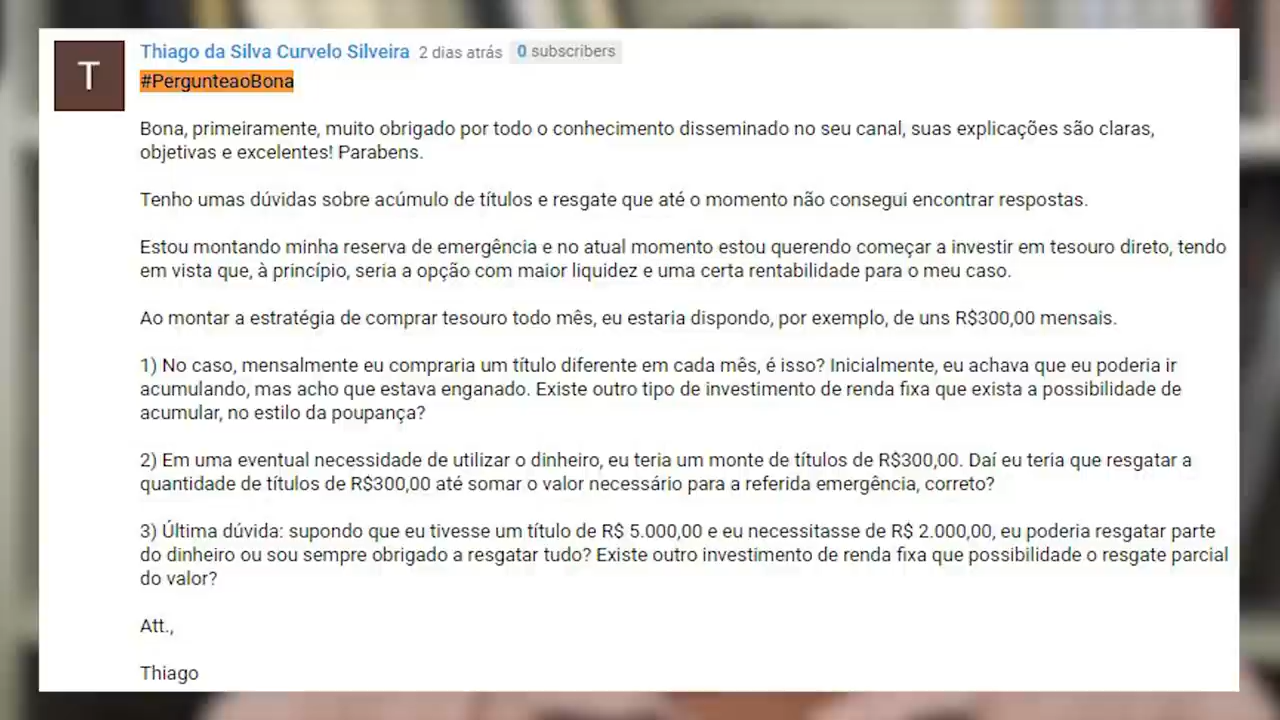 T
Thiago da Silva Curvelo Silveira 2 dias atrás 0 subscribers
#PergunteaoBona
Bona, primeiramente, muito obrigado por todo o conhecimento disseminado no seu canal, suas explicações são claras,
objetivas e excelentes! Parabens.
Tenho umas dúvidas sobre acúmulo de títulos e resgate que até o momento não consegui encontrar respostas.
Estou montando minha reserva de emergência e no atual momento estou querendo começar a investir em tesouro direto, tendo
em vista que, à princípio, seria a opção com maior liquidez e uma certa rentabilidade para o meu caso.
Ao montar a estratégia de comprar tesouro todo mês, eu estaria dispondo, por exemplo, de uns R$300,00 mensais.
1) No caso, mensalmente eu compraria um título diferente em cada mês, é isso? Inicialmente, eu achava que eu poderia ir
acumulando, mas acho que estava enganado. Existe outro tipo de investimento de renda fixa que exista a possibilidade de
acumular, no estilo da poupança?
2) Em uma eventual necessidade de utilizar o dinheiro, eu teria um monte de títulos de R$300,00. Daí eu teria que resgatar a
quantidade de títulos de R$300,00 até somar o valor necessário para a referida emergência, correto?
3) Última dúvida: supondo que eu tivesse um título de R$ 5.000,00 e eu necessitasse de R$ 2.000,00, eu poderia resgatar parte
do dinheiro ou sou sempre obrigado a resgatar tudo? Existe outro investimento de renda fixa que possibilidade o resgate parcial
do valor?
Att.,
Thiago